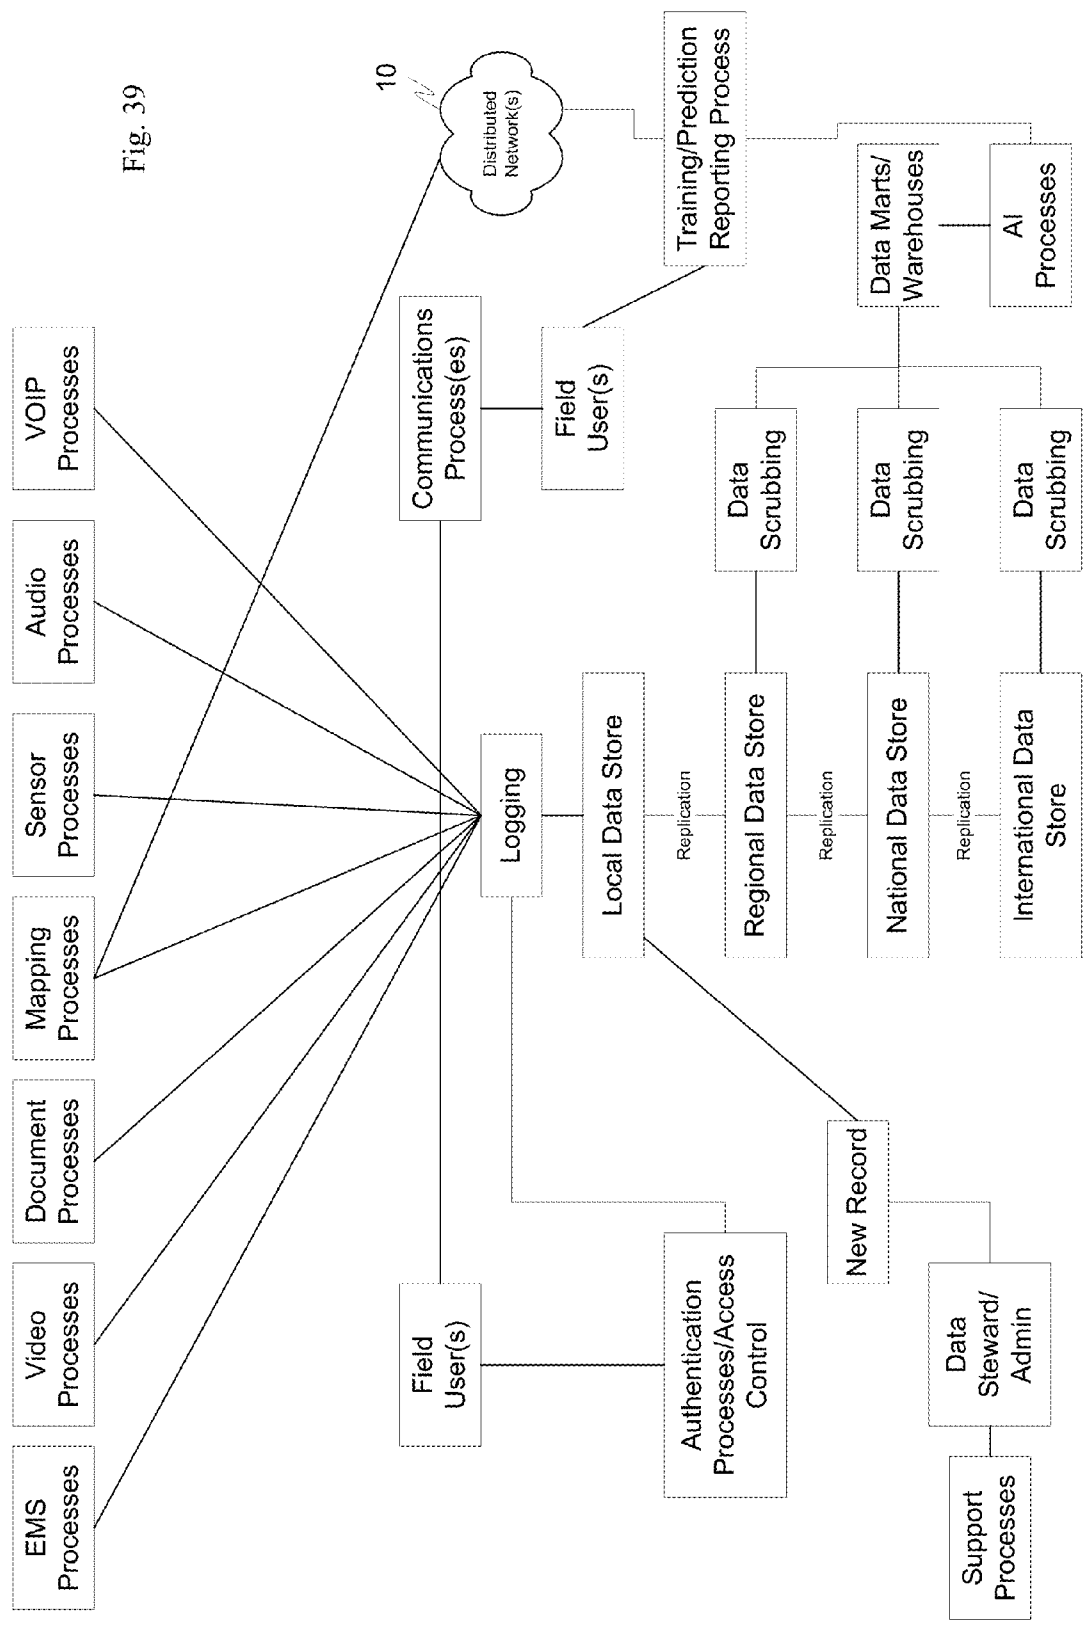 EMS
Processes
Video
Processes
Document
Processes
Mapping
Processes
Sensor
Processes
Audio
Processes
VOIP
Processes
Fig. 39
10
Distributed
Network(s)
Field
User(s)
Communications
Process(es)
Logging
Field
User(s)
Local Data Store
Training/Prediction
Reporting Process
Authentication
Processes/Access
Control
Replication
Regional Data Store
Data
Scrubbing
Replication
New Record
National Data Store
Data
Scrubbing
Data Marts/
Warehouses
Replication
Data
Steward/
Admin
Support
Processes
International Data
Store
Data
Scrubbing
AI
Processes